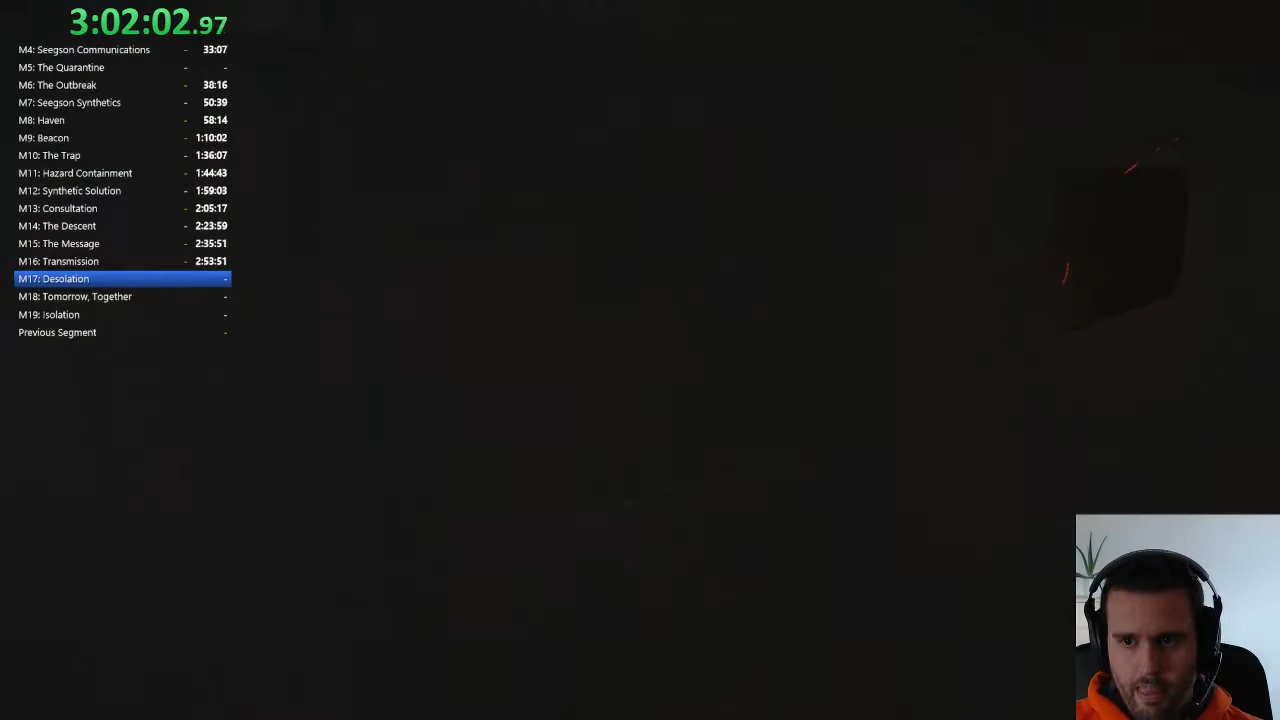 3:02:02.97
M4: Seegson Communications - 33:07
M5: The Quarantine - -
M6: The Outbreak - 38:16
M7: Seegson Synthetics - 50:39
M8: Haven - 58:14
M9: Beacon - 1:10:02
M10: The Trap - 1:36:07
M11: Hazard Containment - 1:44:43
M12: Synthetic Solution - 1:59:03
M13: Consultation - 2:05:17
M14: The Descent - 2:23:59
M15: The Message - 2:35:51
M16: Transmission - 2:53:51
M17: Desolation -
M18: Tomorrow, Together -
M19: Isolation -
Previous Segment -